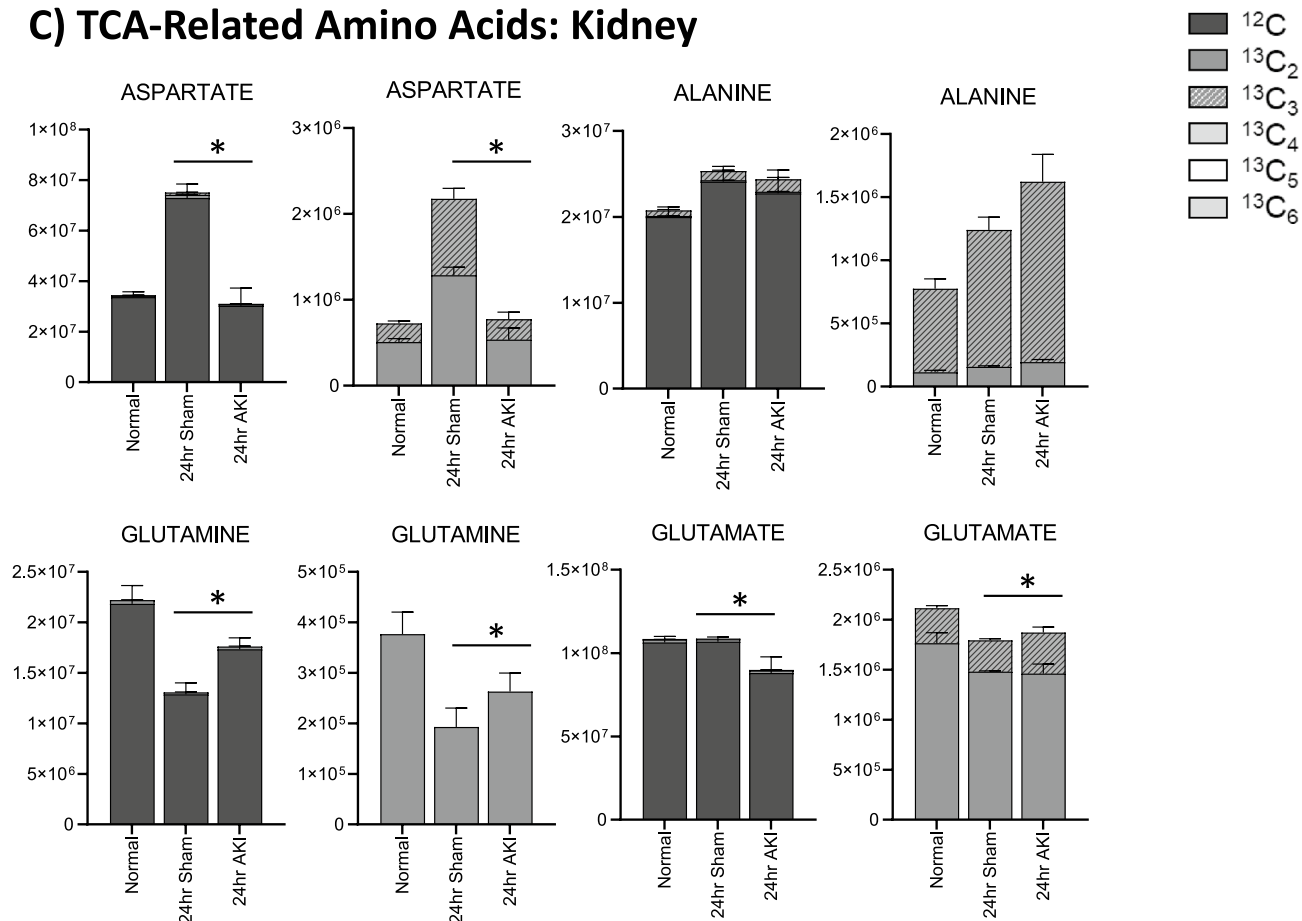 C) TCA-Related Amino Acids: Kidney
¹²C
¹³C₂
¹³C₃
¹³C₄
¹³C₅
¹³C₆
ASPARTATE
1×10⁸
8×10⁷
6×10⁷
4×10⁷
2×10⁷
0
*
Normal
24hr Sham
24hr AKI
ASPARTATE
3×10⁶
2×10⁶
1×10⁶
0
*
Normal
24hr Sham
24hr AKI
ALANINE
3×10⁷
2×10⁷
1×10⁷
0
Normal
24hr Sham
24hr AKI
ALANINE
2×10⁶
1.5×10⁶
1×10⁶
5×10⁵
0
Normal
24hr Sham
24hr AKI
GLUTAMINE
2.5×10⁷
2×10⁷
1.5×10⁷
1×10⁷
5×10⁶
0
*
Normal
24hr Sham
24hr AKI
GLUTAMINE
5×10⁵
4×10⁵
3×10⁵
2×10⁵
1×10⁵
0
*
Normal
24hr Sham
24hr AKI
GLUTAMATE
1.5×10⁸
1×10⁸
5×10⁷
0
*
Normal
24hr Sham
24hr AKI
GLUTAMATE
2.5×10⁶
2×10⁶
1.5×10⁶
1×10⁶
5×10⁵
0
*
Normal
24hr Sham
24hr AKI